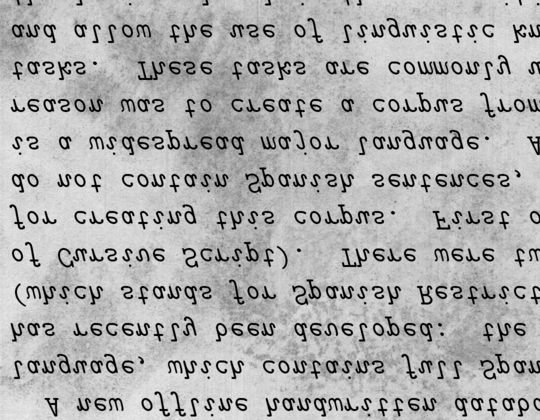 A new offline handwritten databa
language, which contains full Span
has recently been developed: the
(which stands for Spanish Restrict
of Cursive Script). There were tw
for creating this corpus. First o
do not contain Spanish sentences,
is a widespread major language. A
reason was to create a corpus from
tasks. These tasks are commonly u
and allow the use of linguistic kn